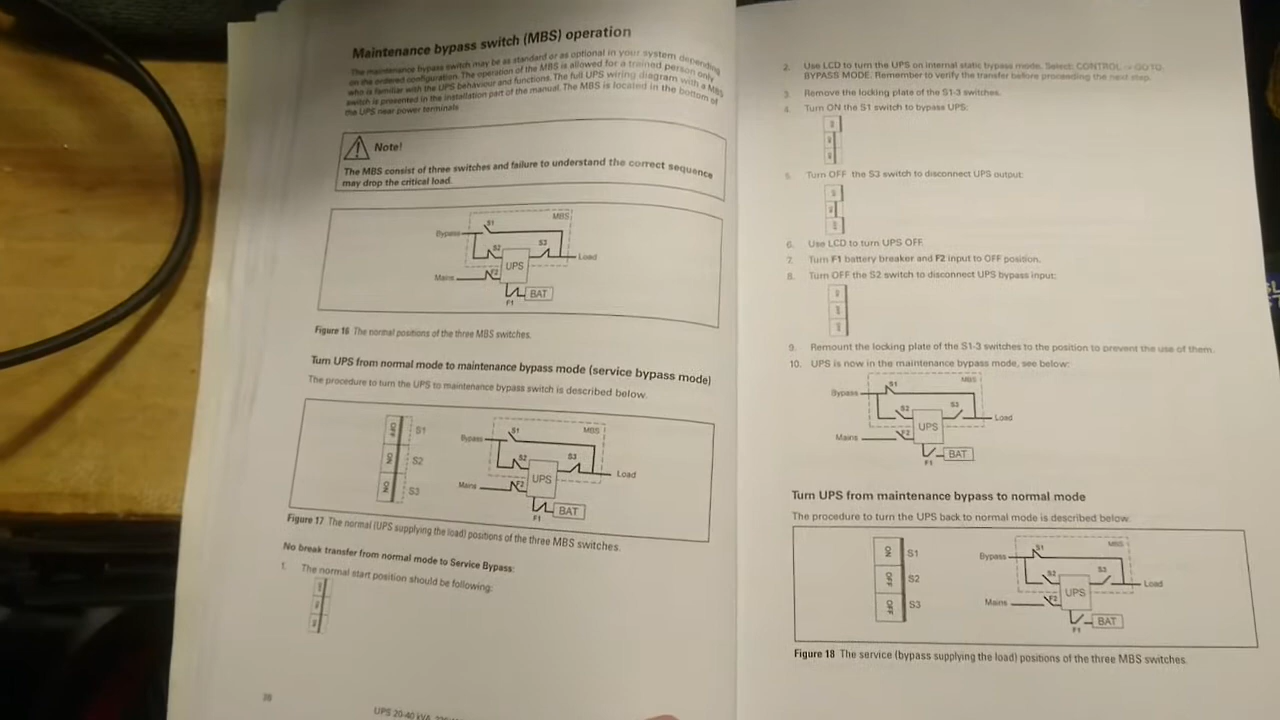 Maintenance bypass switch (MBS) operation
The maintenance bypass switch may be as standard or as optional in your system depending
on the ordered configuration. The operation of the MBS is allowed for a trained person only
who is familiar with the UPS behaviour and functions. The full UPS wiring diagram with a MBS
switch is presented in the installation part of the manual. The MBS is located in the bottom of
the UPS near power terminals
Note!
The MBS consist of three switches and failure to understand the correct sequence
may drop the critical load.
MBS
S1
Bypass
S2
S3
Load
UPS
Mains
F2
BAT
F1
Figure 16 The normal positions of the three MBS switches.
Turn UPS from normal mode to maintenance bypass mode (service bypass mode)
The procedure to turn the UPS to maintenance bypass switch is described below.
OFF S1
ON S2
ON S3
MBS
S1
Bypass
S2
S3
Load
UPS
Mains
F2
BAT
F1
Figure 17 The normal (UPS supplying the load) positions of the three MBS switches.
No break transfer from normal mode to Service Bypass:
1. The normal start position should be following:
UPS 20-40 kVA
2. Use LCD to turn the UPS on internal static bypass mode. Select: CONTROL -> GOTO
BYPASS MODE. Remember to verify the transfer before proceeding the next step.
3. Remove the locking plate of the S1-3 switches.
4. Turn ON the S1 switch to bypass UPS:
5. Turn OFF the S3 switch to disconnect UPS output:
6. Use LCD to turn UPS OFF.
7. Turn F1 battery breaker and F2 input to OFF position.
8. Turn OFF the S2 switch to disconnect UPS bypass input:
9. Remount the locking plate of the S1-3 switches to the position to prevent the use of them.
10. UPS is now in the maintenance bypass mode, see below:
MBS
S1
Bypass
S2
S3
Load
UPS
Mains
F2
BAT
F1
Turn UPS from maintenance bypass to normal mode
The procedure to turn the UPS back to normal mode is described below.
ON S1
OFF S2
OFF S3
MBS
S1
Bypass
S2
S3
Load
UPS
Mains
F2
BAT
F1
Figure 18 The service (bypass supplying the load) positions of the three MBS switches.